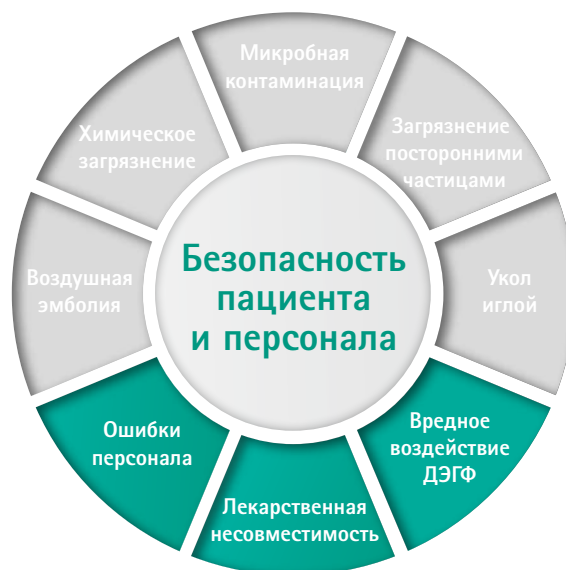 Микробная
контаминация
Загрязнение
посторонними
частицами
Укол
иглой
Вредное
воздействие
ДЭГФ
Лекарственная
несовместимость
Ошибки
персонала
Воздушная
эмболия
Химическое
загрязнение
Безопасность
пациента
и персонала